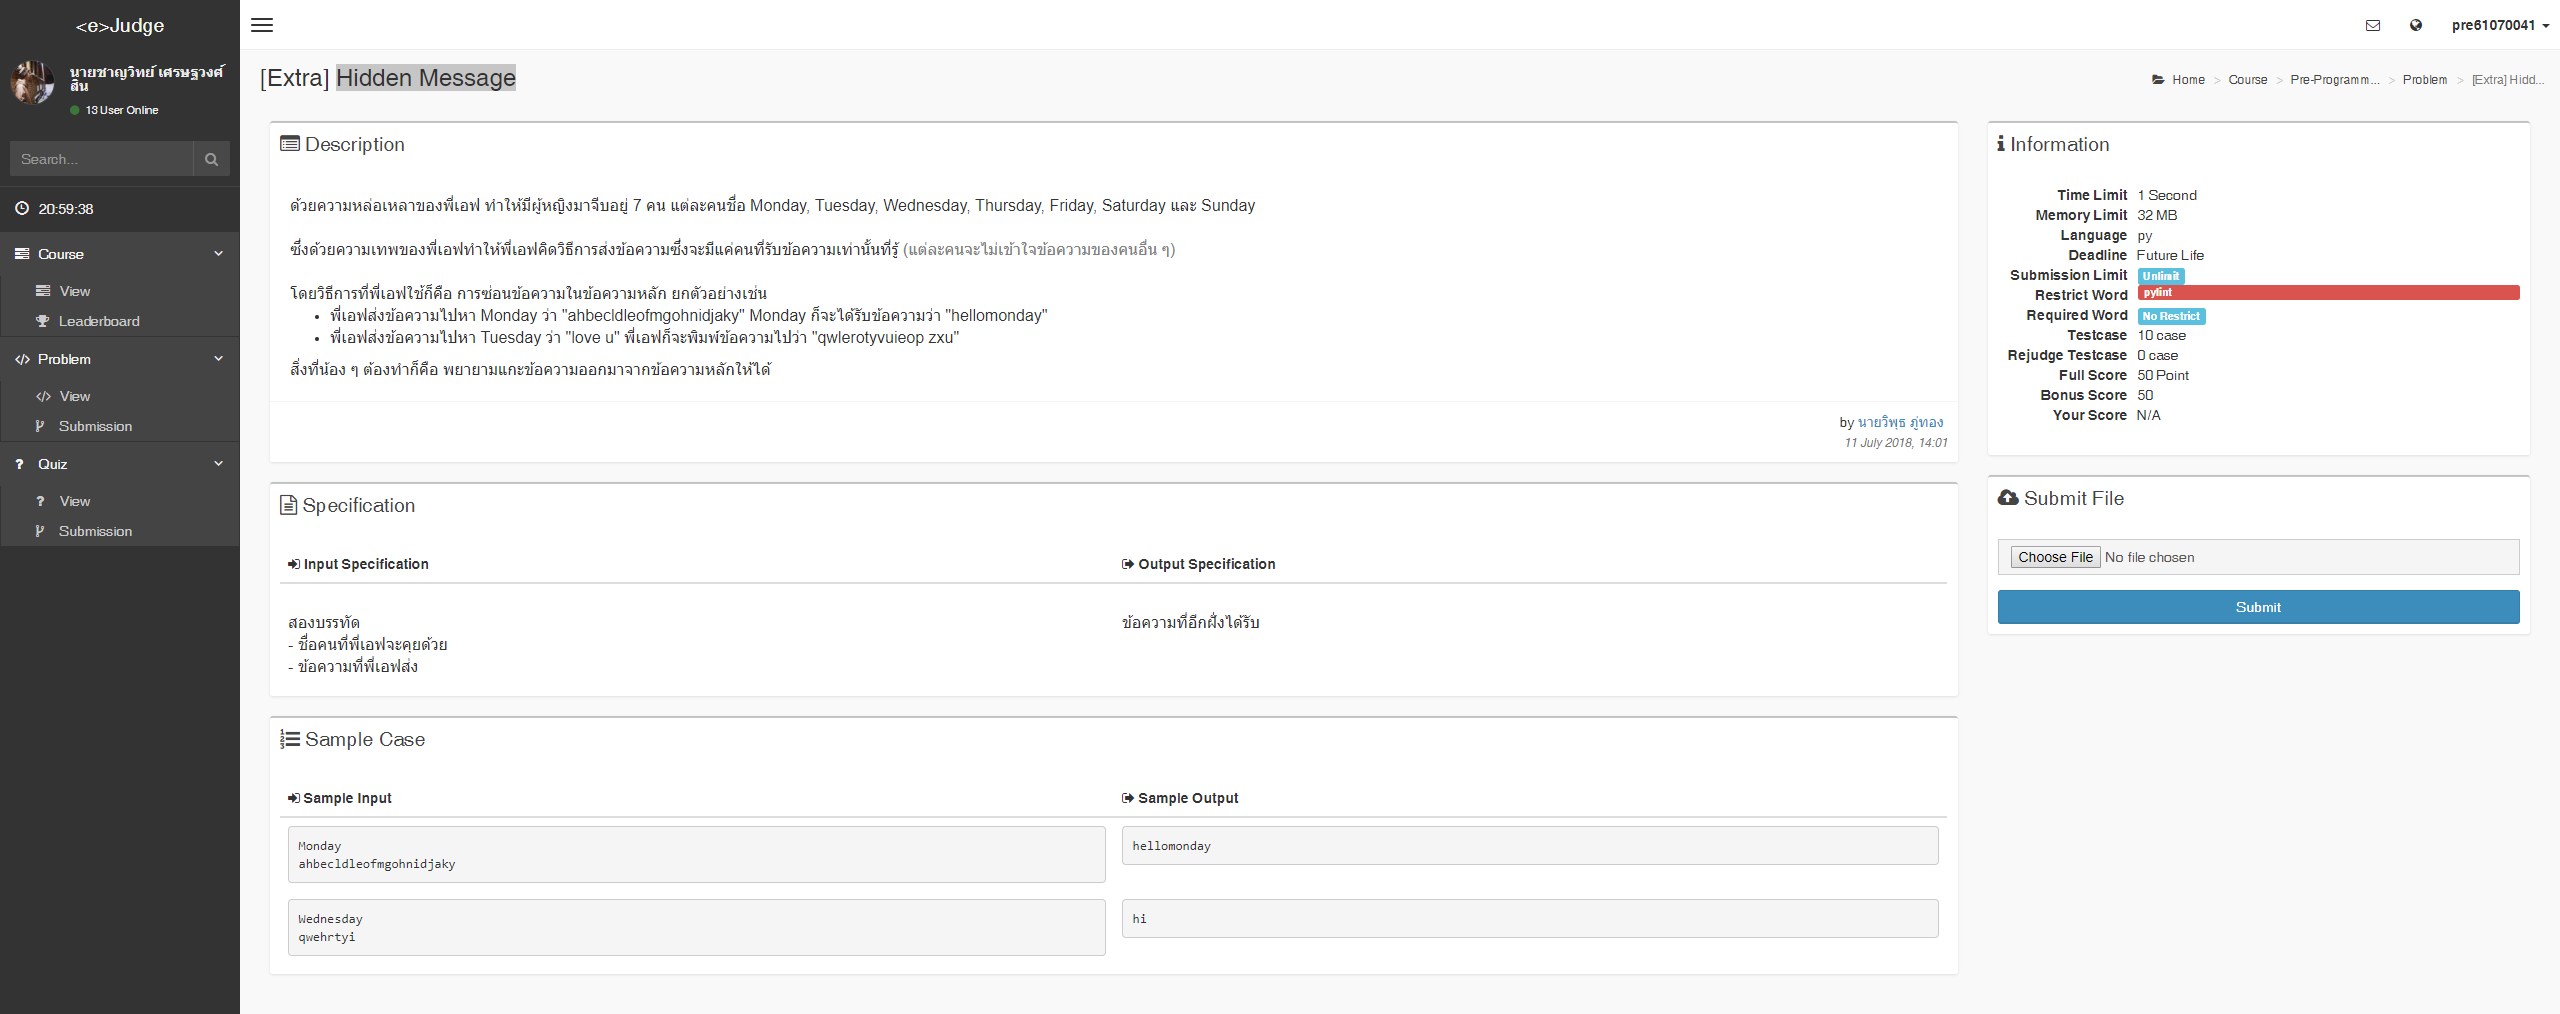 <e>Judge
pre61070041
นายชาญวิทย์ เศรษฐวงศ์
สิน
13 User Online
Search...
20:59:38
Course
View
Leaderboard
Problem
View
Submission
Quiz
View
Submission
[Extra] Hidden Message
Home > Course > Pre-Programm... > Problem > [Extra] Hidd...
Description
ด้วยความหล่อเหลาของพี่เอฟ ทำให้มีผู้หญิงมาจีบอยู่ 7 คน แต่ละคนชื่อ Monday, Tuesday, Wednesday, Thursday, Friday, Saturday และ Sunday
ซึ่งด้วยความเทพของพี่เอฟทำให้พี่เอฟคิดวิธีการส่งข้อความซึ่งจะมีแค่คนที่รับข้อความเท่านั้นที่รู้ (แต่ละคนจะไม่เข้าใจข้อความของคนอื่น ๆ)
โดยวิธีการที่พี่เอฟใช้ก็คือ การซ่อนข้อความในข้อความหลัก ยกตัวอย่างเช่น
• พี่เอฟส่งข้อความไปหา Monday ว่า "ahbecldleofmgohnidjaky" Monday ก็จะได้รับข้อความว่า "hellomonday"
• พี่เอฟส่งข้อความไปหา Tuesday ว่า "love u" พี่เอฟก็จะพิมพ์ข้อความไปว่า "qwlerotyvuieop zxu"
สิ่งที่น้อง ๆ ต้องทำก็คือ พยายามแกะข้อความออกมาจากข้อความหลักให้ได้
by นายวิพุธ ภู่ทอง
11 July 2018, 14:01
Specification
Input Specification
Output Specification
สองบรรทัด
- ชื่อคนที่พี่เอฟจะคุยด้วย
- ข้อความที่พี่เอฟส่ง
ข้อความที่อีกฝั่งได้รับ
Sample Case
Sample Input
Sample Output
Monday
ahbecldleofmgohnidjaky
hellomonday
Wednesday
qwehrtyi
hi
Information
Time Limit 1 Second
Memory Limit 32 MB
Language py
Deadline Future Life
Submission Limit Unlimit
Restrict Word pylint
Required Word No Restrict
Testcase 10 case
Rejudge Testcase 0 case
Full Score 50 Point
Bonus Score 50
Your Score N/A
Submit File
Choose File No file chosen
Submit